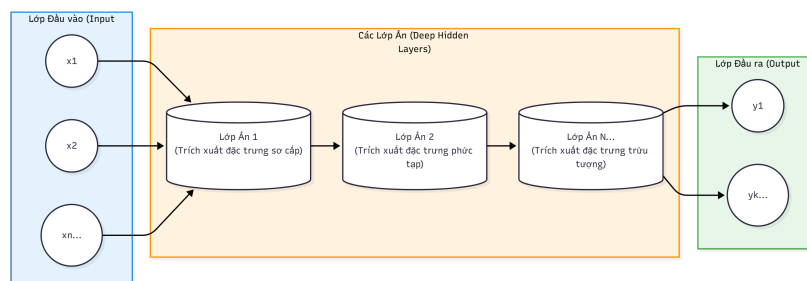 Lớp Đầu vào (Input
x1
x2
xn...
Các Lớp Ẩn (Deep Hidden
Layers)
Lớp Ẩn 1
(Trích xuất đặc trưng sơ cấp)
Lớp Ẩn 2
(Trích xuất đặc trưng phức
tạp)
Lớp Ẩn N...
(Trích xuất đặc trưng trừu
tượng)
Lớp Đầu ra (Output
y1
yk...